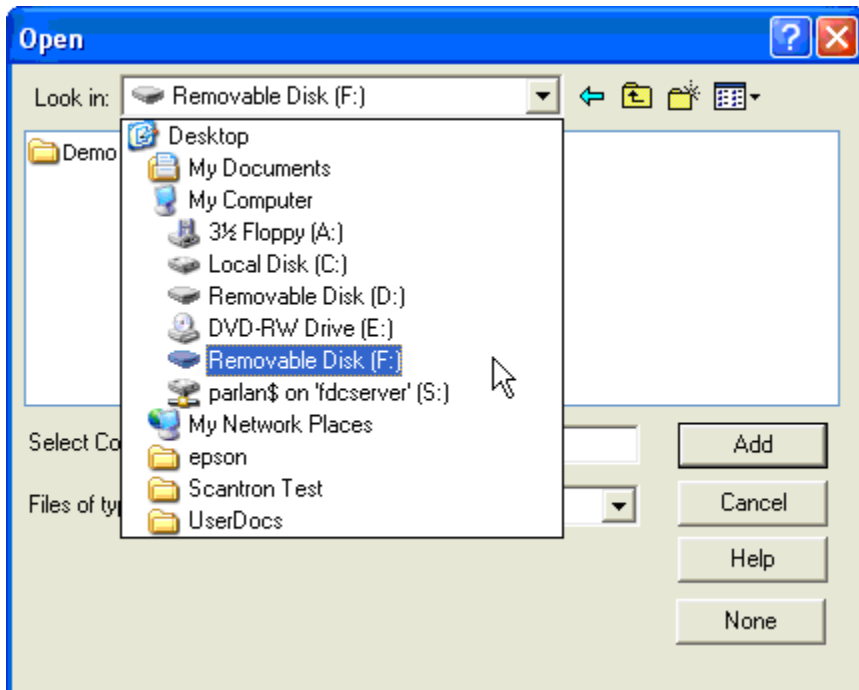 Open
Look in: Removable Disk (F:)
Demo
Desktop
My Documents
My Computer
3½ Floppy (A:)
Local Disk (C:)
Removable Disk (D:)
DVD-RW Drive (E:)
Removable Disk (F:)
parlan$ on 'fdcserver' (S:)
My Network Places
epson
Scantron Test
UserDocs
Select Co
Files of ty
Add
Cancel
Help
None